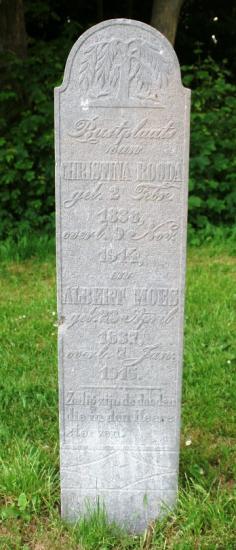 Rustplaats
van
CHRISTINA ROODA
geb. 2 Febr.
1838,
overl. 9 Nov.
1914,
en
ALBERT MOES
geb. 23 April
1837,
overl. 2 Jan.
1915.
Zalig zijn de dooden
die in den Heere
sterven.